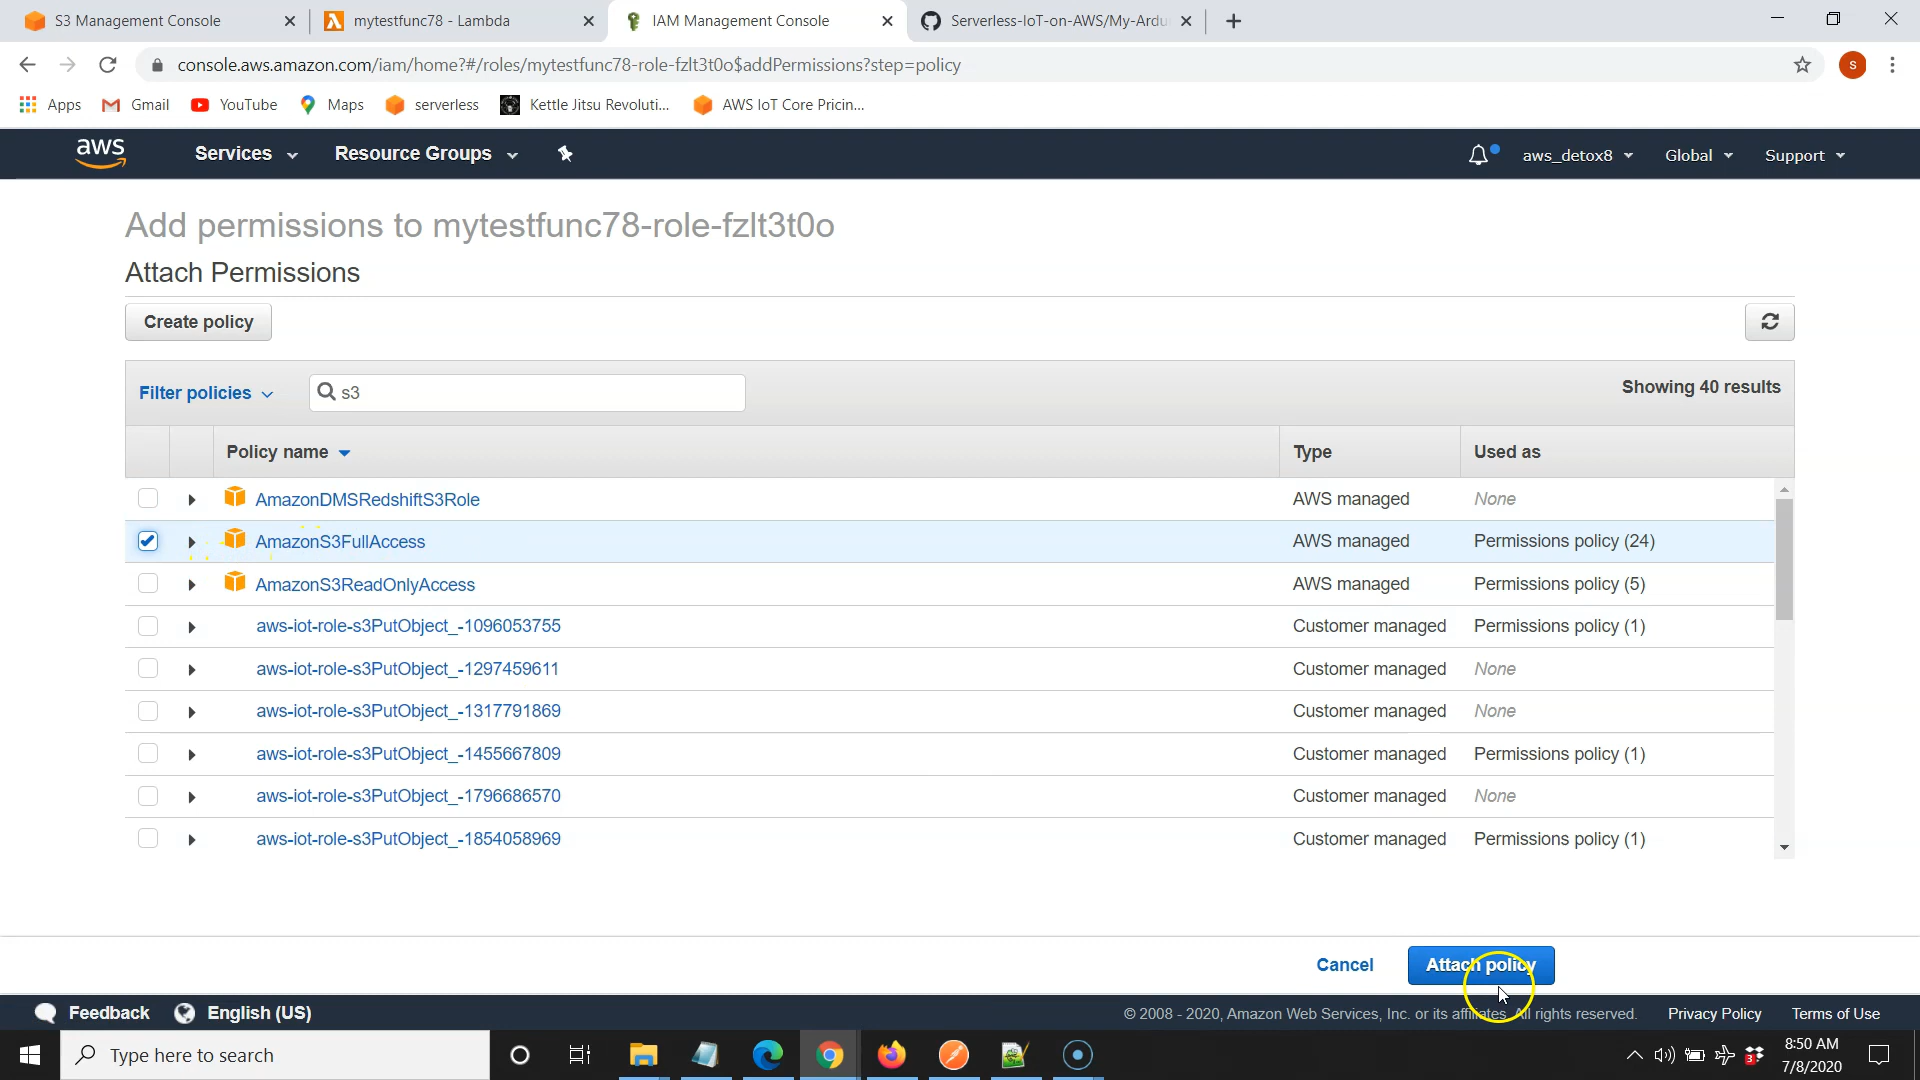 S3 Management Console
mytestfunc78 - Lambda
IAM Management Console
Serverless-IoT-on-AWS/My-Ardu
console.aws.amazon.com/iam/home?#/roles/mytestfunc78-role-fzlt3t0o$addPermissions?step=policy
S
Apps
Gmail
YouTube
Maps
serverless
Kettle Jitsu Revoluti...
AWS IoT Core Pricin...
aws
Services
Resource Groups
aws_detox8
Global
Support
Add permissions to mytestfunc78-role-fzlt3t0o
Attach Permissions
Create policy
Filter policies
s3
Showing 40 results
Policy name
Type
Used as
AmazonDMSRedshiftS3Role AWS managed None
AmazonS3FullAccess AWS managed Permissions policy (24)
AmazonS3ReadOnlyAccess AWS managed Permissions policy (5)
aws-iot-role-s3PutObject_-1096053755 Customer managed Permissions policy (1)
aws-iot-role-s3PutObject_-1297459611 Customer managed None
aws-iot-role-s3PutObject_-1317791869 Customer managed None
aws-iot-role-s3PutObject_-1455667809 Customer managed Permissions policy (1)
aws-iot-role-s3PutObject_-1796686570 Customer managed None
aws-iot-role-s3PutObject_-1854058969 Customer managed Permissions policy (1)
Cancel
Attach policy
Feedback
English (US)
© 2008 - 2020, Amazon Web Services, Inc. or its affiliates. All rights reserved.
Privacy Policy
Terms of Use
Type here to search
3
8:50 AM
7/8/2020